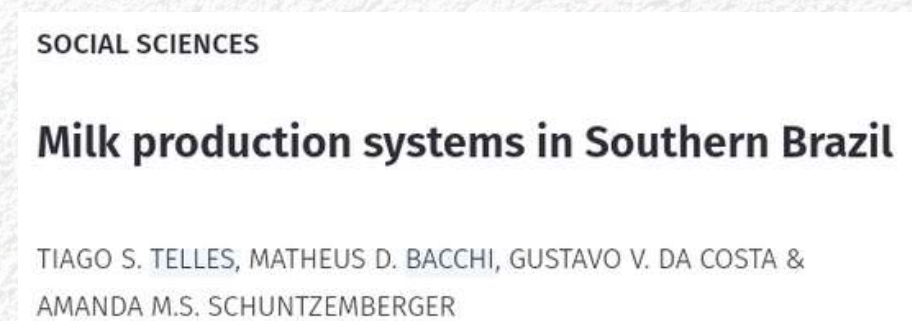 SOCIAL SCIENCES
Milk production systems in Southern Brazil
TIAGO S. TELLES, MATHEUS D. BACCHI, GUSTAVO V. DA COSTA &
AMANDA M.S. SCHUNTZEMBERGER